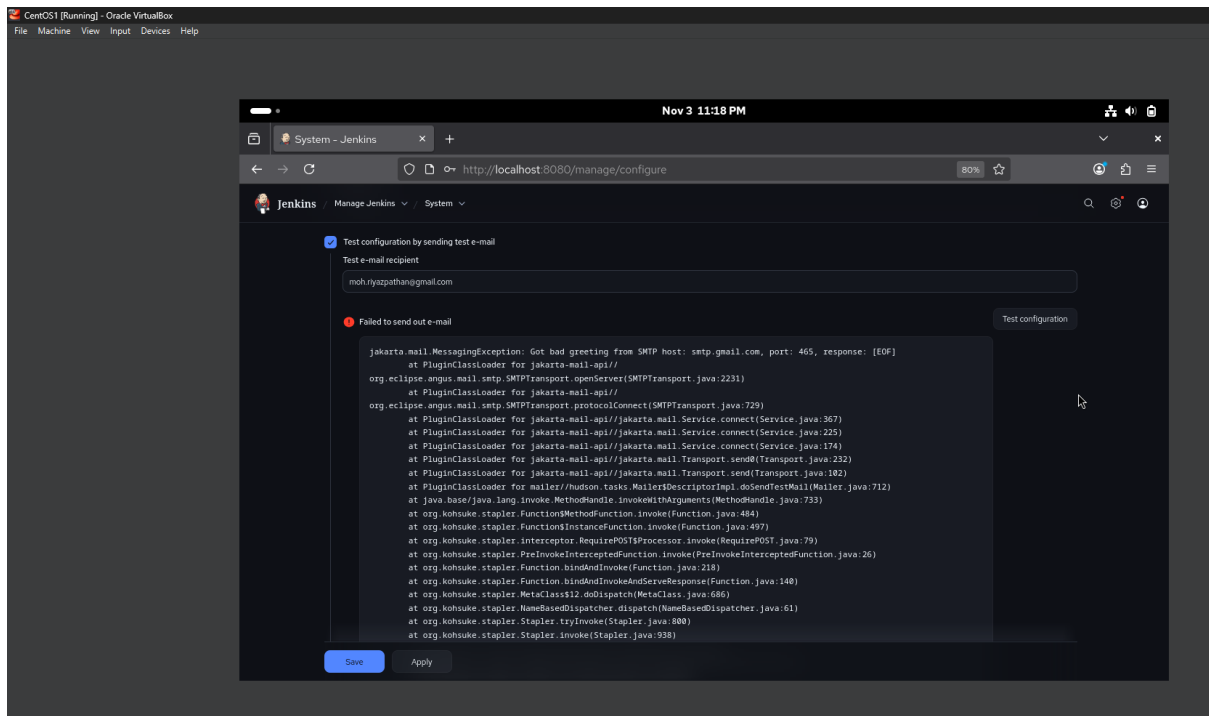 CentOS1 [Running] - Oracle VirtualBox
File Machine View Input Devices Help
Nov 3 11:18 PM
System - Jenkins
http://localhost:8080/manage/configure
80%
Jenkins / Manage Jenkins / System
Test configuration by sending test e-mail
Test e-mail recipient
moh.riyazpathan@gmail.com
Failed to send out e-mail
Test configuration
jakarta.mail.MessagingException: Got bad greeting from SMTP host: smtp.gmail.com, port: 465, response: [EOF]
at PluginClassLoader for jakarta-mail-api//
org.eclipse.angus.mail.smtp.SMTPTransport.openServer(SMTPTransport.java:2231)
at PluginClassLoader for jakarta-mail-api//
org.eclipse.angus.mail.smtp.SMTPTransport.protocolConnect(SMTPTransport.java:729)
at PluginClassLoader for jakarta-mail-api//jakarta.mail.Service.connect(Service.java:367)
at PluginClassLoader for jakarta-mail-api//jakarta.mail.Service.connect(Service.java:225)
at PluginClassLoader for jakarta-mail-api//jakarta.mail.Service.connect(Service.java:174)
at PluginClassLoader for jakarta-mail-api//jakarta.mail.Transport.send0(Transport.java:232)
at PluginClassLoader for jakarta-mail-api//jakarta.mail.Transport.send(Transport.java:102)
at PluginClassLoader for mailer//hudson.tasks.Mailer$DescriptorImpl.doSendTestMail(Mailer.java:712)
at java.base/java.lang.invoke.MethodHandle.invokeWithArguments(MethodHandle.java:733)
at org.kohsuke.stapler.Function$MethodFunction.invoke(Function.java:484)
at org.kohsuke.stapler.Function$InstanceFunction.invoke(Function.java:497)
at org.kohsuke.stapler.interceptor.RequirePOST$Processor.invoke(RequirePOST.java:79)
at org.kohsuke.stapler.PreInvokeInterceptedFunction.invoke(PreInvokeInterceptedFunction.java:26)
at org.kohsuke.stapler.Function.bindAndInvoke(Function.java:218)
at org.kohsuke.stapler.Function.bindAndInvokeAndServeResponse(Function.java:140)
at org.kohsuke.stapler.MetaClass$12.doDispatch(MetaClass.java:686)
at org.kohsuke.stapler.NameBasedDispatcher.dispatch(NameBasedDispatcher.java:61)
at org.kohsuke.stapler.Stapler.tryInvoke(Stapler.java:800)
at org.kohsuke.stapler.Stapler.invoke(Stapler.java:938)
Save
Apply